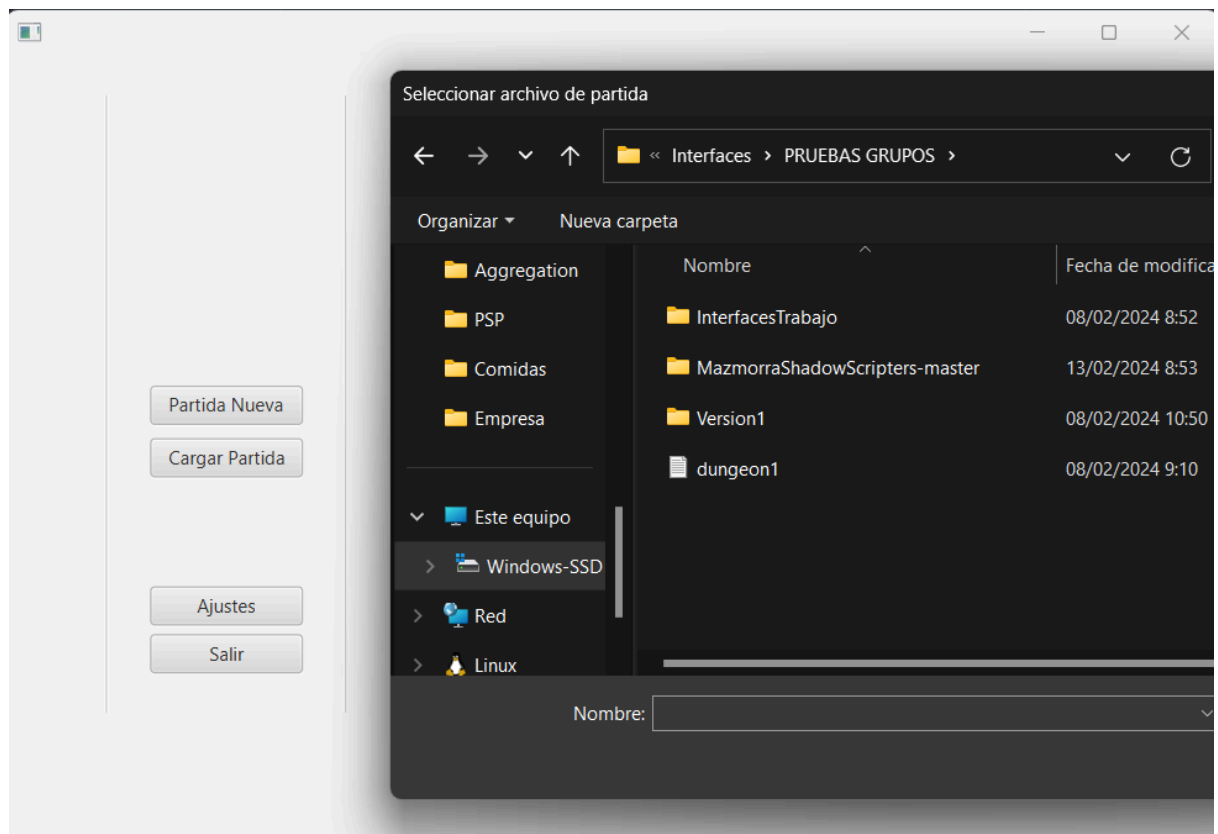 Seleccionar archivo de partida
« Interfaces > PRUEBAS GRUPOS >
Organizar Nueva carpeta
Aggregation
PSP
Comidas
Empresa
Este equipo
Windows-SSD
Red
Linux
Nombre Fecha de modifica
InterfacesTrabajo 08/02/2024 8:52
MazmorraShadowScripters-master 13/02/2024 8:53
Version1 08/02/2024 10:50
dungeon1 08/02/2024 9:10
Nombre:
Partida Nueva
Cargar Partida
Ajustes
Salir